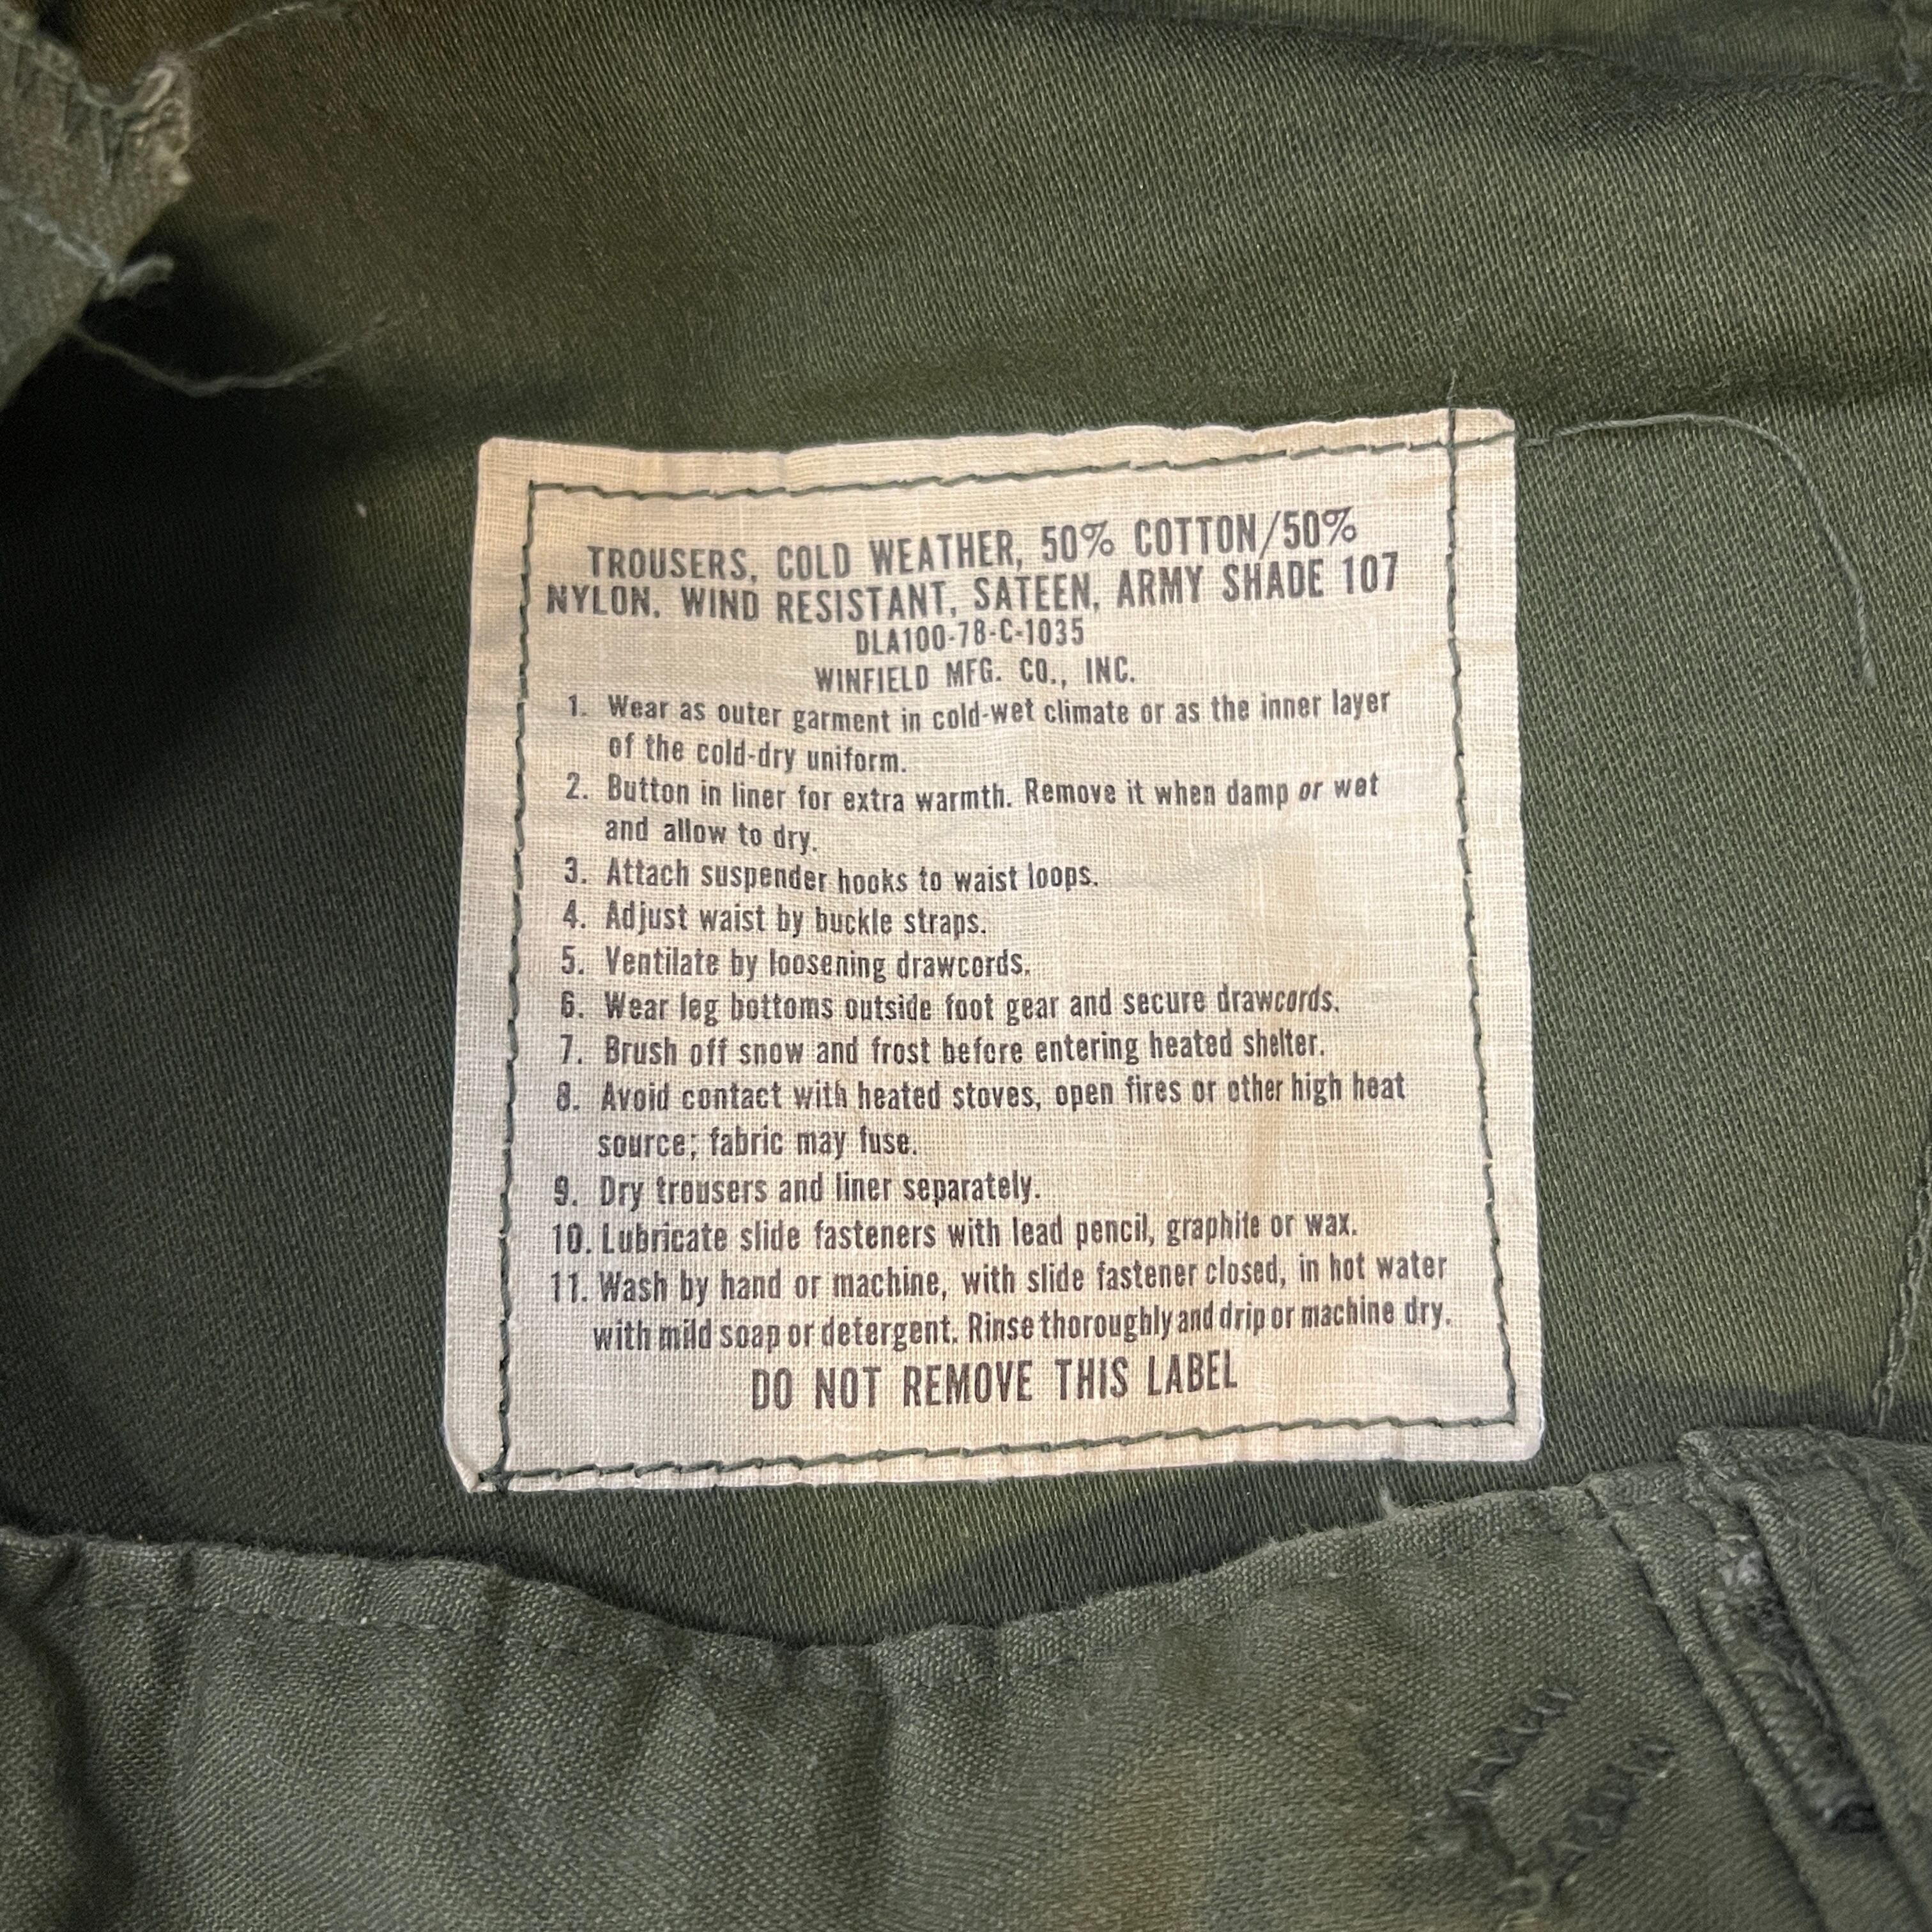 TROUSERS, COLD WEATHER, 50% COTTON/50%
NYLON, WIND RESISTANT, SATEEN, ARMY SHADE 107
DLA100-78-C-1035
WINFIELD MFG. CO., INC.
1. Wear as outer garment in cold-wet climate or as the inner layer
of the cold-dry uniform.
2. Button in liner for extra warmth. Remove it when damp or wet
and allow to dry.
3. Attach suspender hooks to waist loops.
4. Adjust waist by buckle straps.
5. Ventilate by loosening drawcords.
6. Wear leg bottoms outside foot gear and secure drawcords.
7. Brush off snow and frost before entering heated shelter.
8. Avoid contact with heated stoves, open fires or other high heat
source; fabric may fuse.
9. Dry trousers and liner separately.
10. Lubricate slide fasteners with lead pencil, graphite or wax.
11. Wash by hand or machine, with slide fastener closed, in hot water
with mild soap or detergent. Rinse thoroughly and drip or machine dry.
DO NOT REMOVE THIS LABEL